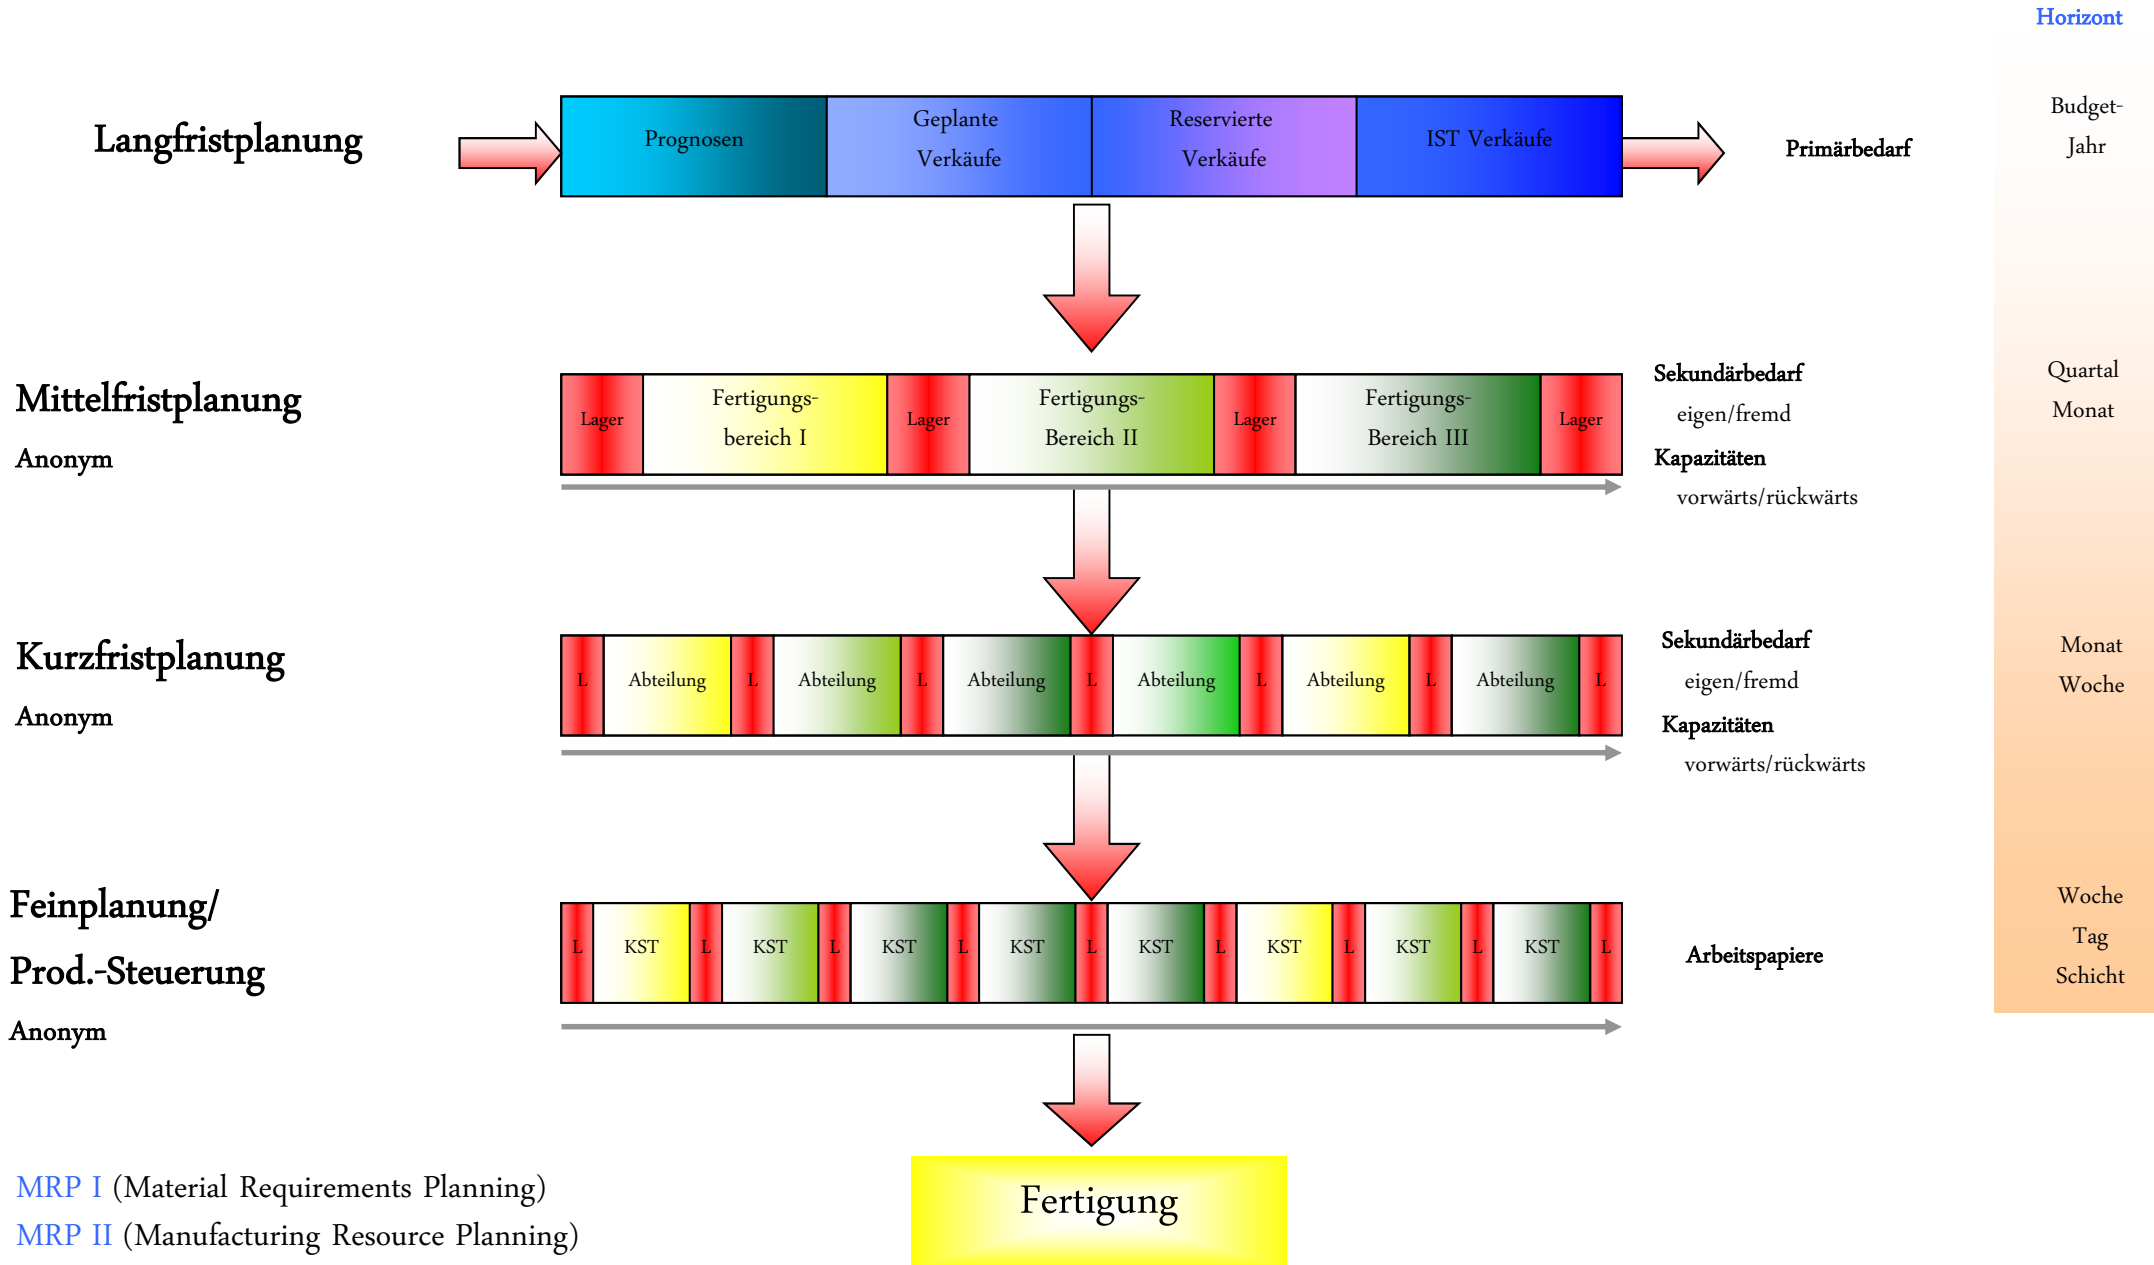 Horizont
Langfristplanung
Prognosen
Geplante
Verkäufe
Reservierte
Verkäufe
IST Verkäufe
Primärbedarf
Budget-
Jahr
Mittelfristplanung
Anonym
Lager
Fertigungs-
bereich I
Lager
Fertigungs-
Bereich II
Lager
Fertigungs-
Bereich III
Lager
Sekundärbedarf
eigen/fremd
Kapazitäten
vorwärts/rückwärts
Quartal
Monat
Kurzfristplanung
Anonym
L
Abteilung
L
Abteilung
L
Abteilung
L
Abteilung
L
Abteilung
L
Abteilung
L
Sekundärbedarf
eigen/fremd
Kapazitäten
vorwärts/rückwärts
Monat
Woche
Feinplanung/
Prod.-Steuerung
Anonym
L
KST
L
KST
L
KST
L
KST
L
KST
L
KST
L
KST
L
KST
L
Arbeitspapiere
Woche
Tag
Schicht
MRP I (Material Requirements Planning)
MRP II (Manufacturing Resource Planning)
Fertigung